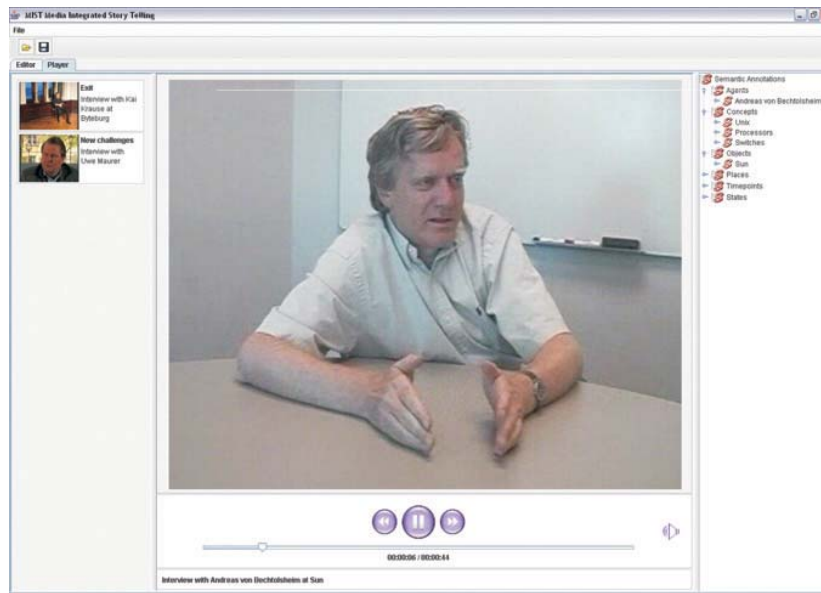 MIST Media Integrated Story Telling
File
Editor Player
Exit
Interview with Kai
Krause at
Byteburg
New challenges
Interview with
Uwe Maurer
00:00:06 / 00:00:44
Interview with Andreas von Bechtolsheim at Sun
Semantic Annotations
Agents
Andreas von Bechtolsheim
Concepts
Unix
Processors
Switches
Objects
Sun
Places
Timepoints
States